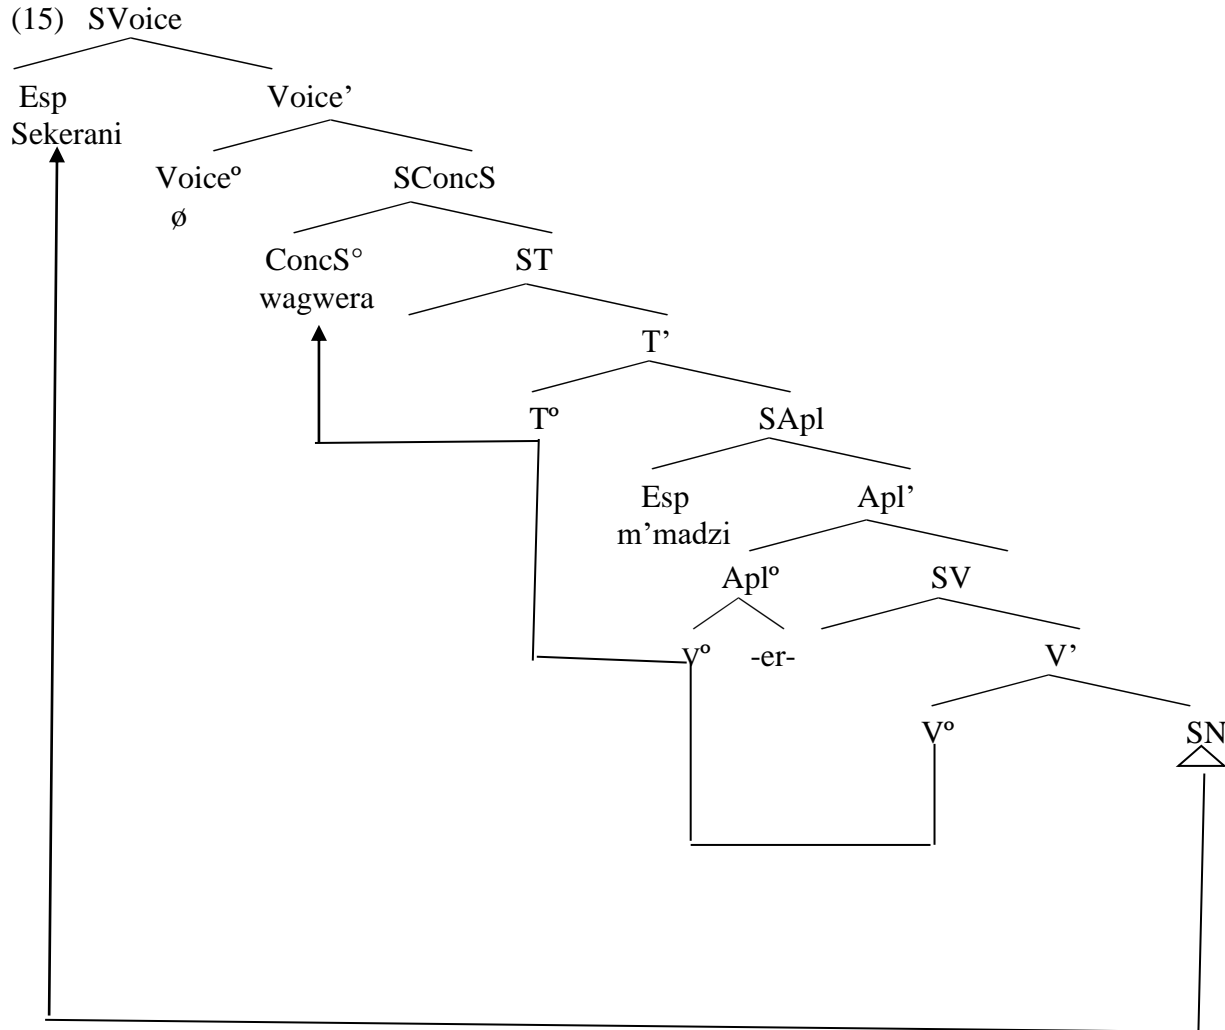 (15) SVoice
Esp Voice’
Sekerani
Voiceº SConcS
ø
ConcS° ST
wagwera
T’
Tº SApl
Esp Apl’
m’madzi
Aplº SV
Vº -er- V’
Vº SN